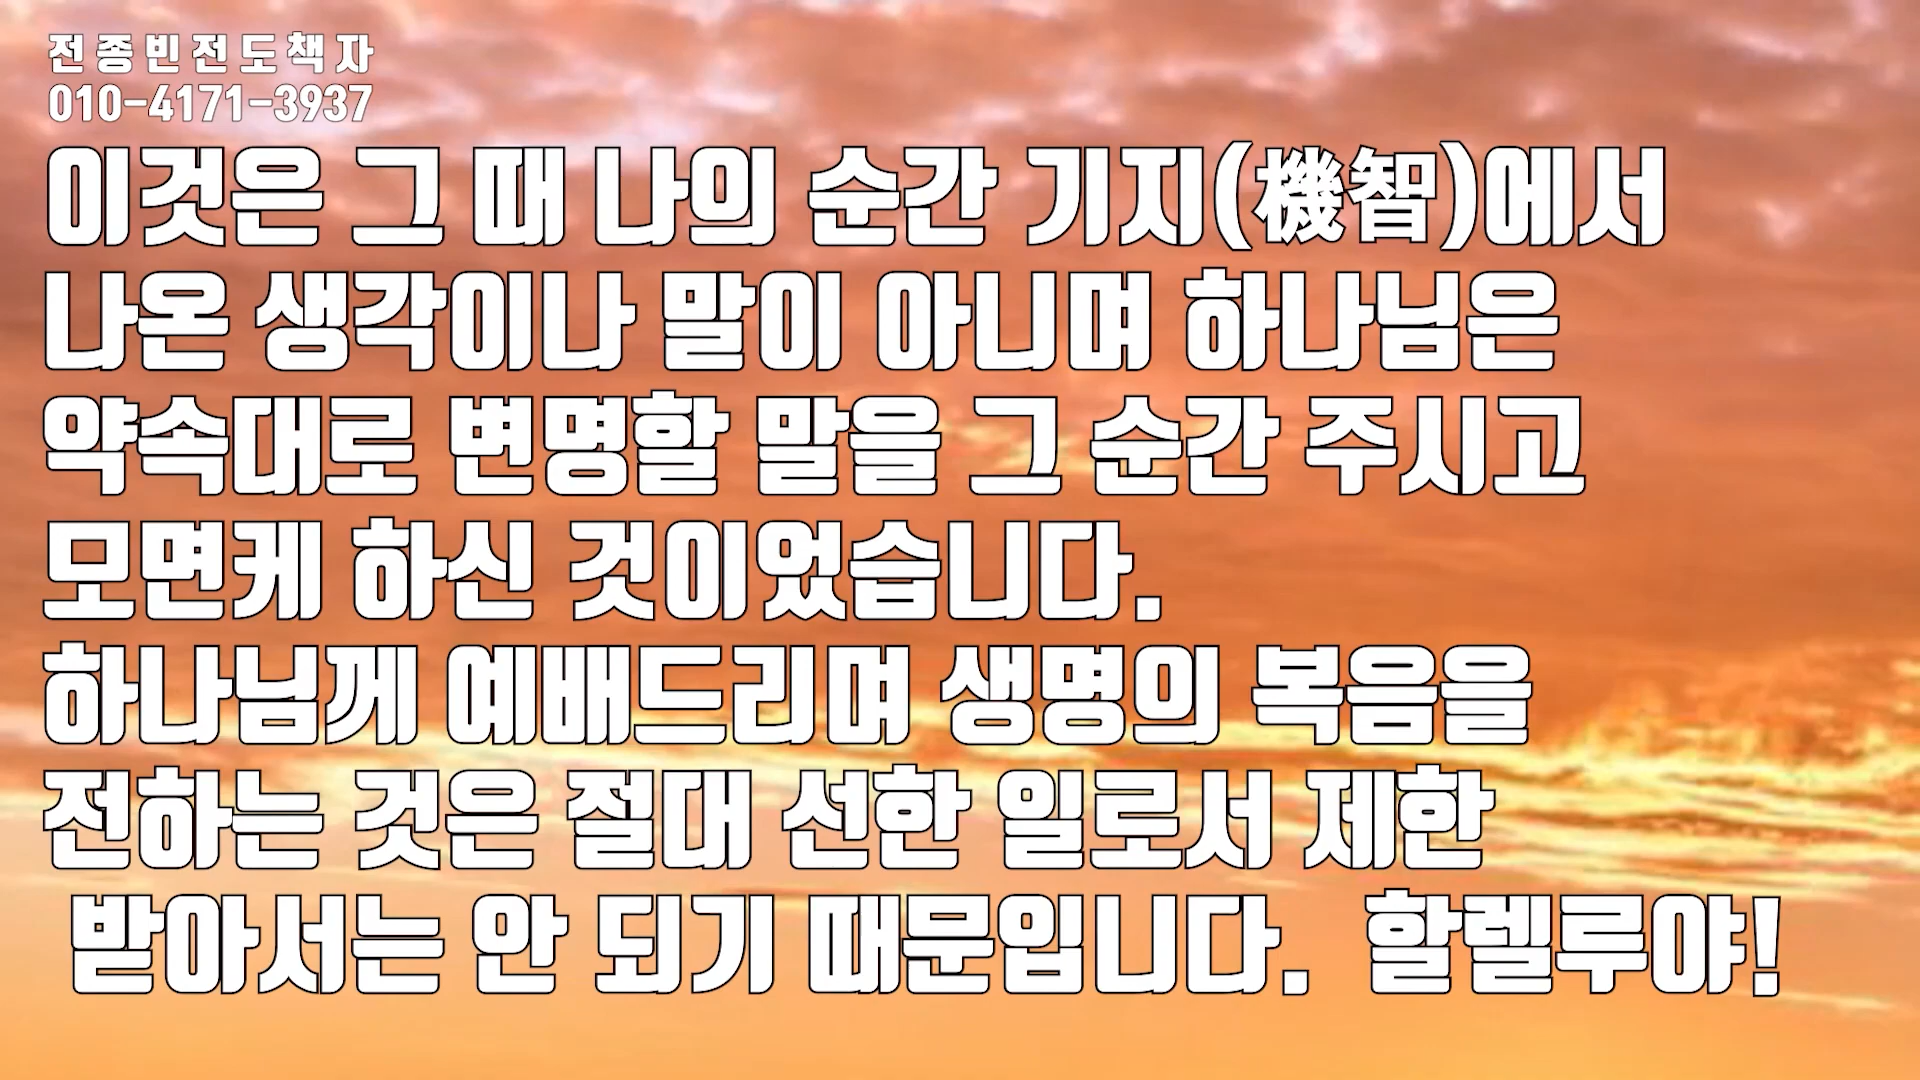 전종빈전도책자
010-4171-3937
이것은 그 때 나의 순간 기지(機智)에서
나온 생각이나 말이 아니며 하나님은
약속대로 변명할 말을 그 순간 주시고
모면케 하신 것이었습니다.
하나님께 예배드리며 생명의 복음을
전하는 것은 절대 선한 일로서 제한
받아서는 안 되기 때문입니다. 할렐루야!